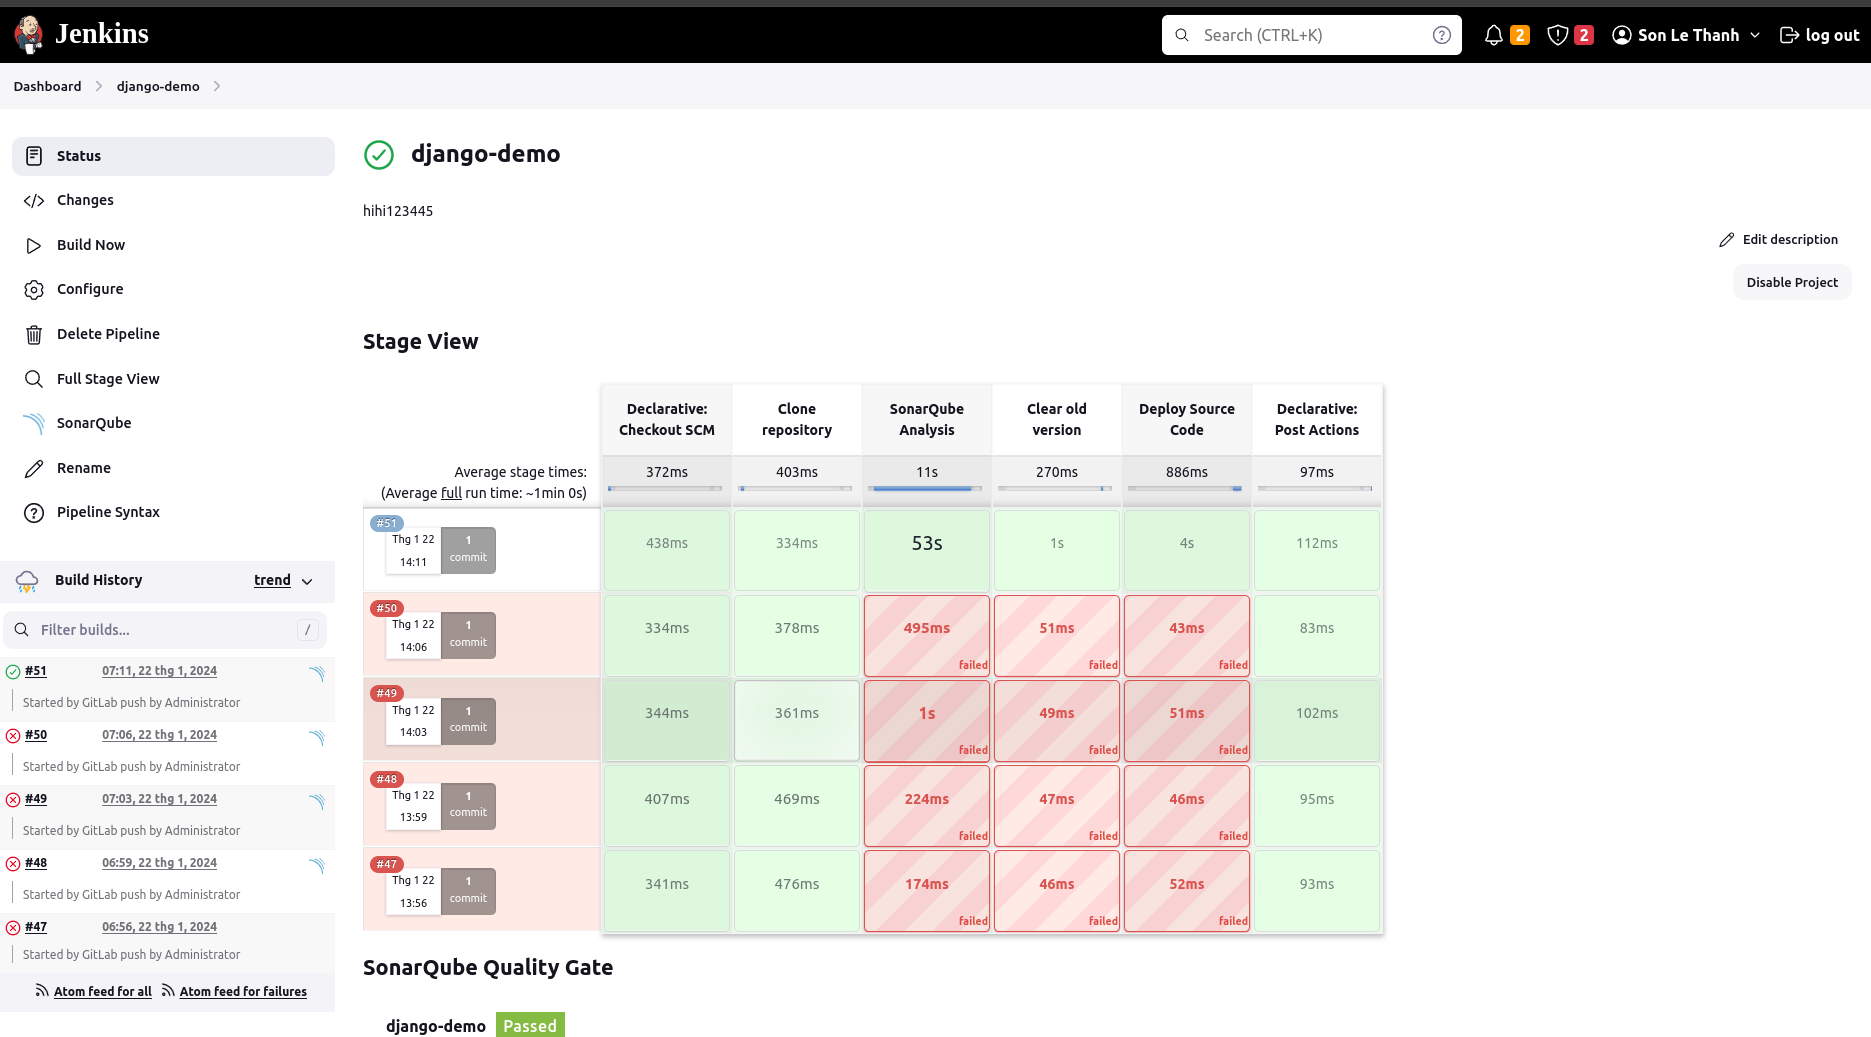 Jenkins
Search (CTRL+K)
?
2
2
Son Le Thanh
log out
Dashboard
django-demo
Status
Changes
Build Now
Configure
Delete Pipeline
Full Stage View
SonarQube
Rename
Pipeline Syntax
Build History
trend
Filter builds...
/
#51
07:11, 22 thg 1, 2024
Started by GitLab push by Administrator
#50
07:06, 22 thg 1, 2024
Started by GitLab push by Administrator
#49
07:03, 22 thg 1, 2024
Started by GitLab push by Administrator
#48
06:59, 22 thg 1, 2024
Started by GitLab push by Administrator
#47
06:56, 22 thg 1, 2024
Started by GitLab push by Administrator
Atom feed for all
Atom feed for failures
django-demo
hihi123445
Edit description
Disable Project
Stage View
Declarative: Checkout SCM
Clone repository
SonarQube Analysis
Clear old version
Deploy Source Code
Declarative: Post Actions
Average stage times:
(Average full run time: ~1min 0s)
372ms
403ms
11s
270ms
886ms
97ms
#51
Thg 1 22
14:11
1
commit
438ms
334ms
53s
1s
4s
112ms
#50
Thg 1 22
14:06
1
commit
334ms
378ms
495ms
failed
51ms
failed
43ms
failed
83ms
#49
Thg 1 22
14:03
1
commit
344ms
361ms
1s
failed
49ms
failed
51ms
failed
102ms
#48
Thg 1 22
13:59
1
commit
407ms
469ms
224ms
failed
47ms
failed
46ms
failed
95ms
#47
Thg 1 22
13:56
1
commit
341ms
476ms
174ms
failed
46ms
failed
52ms
failed
93ms
SonarQube Quality Gate
django-demo
Passed